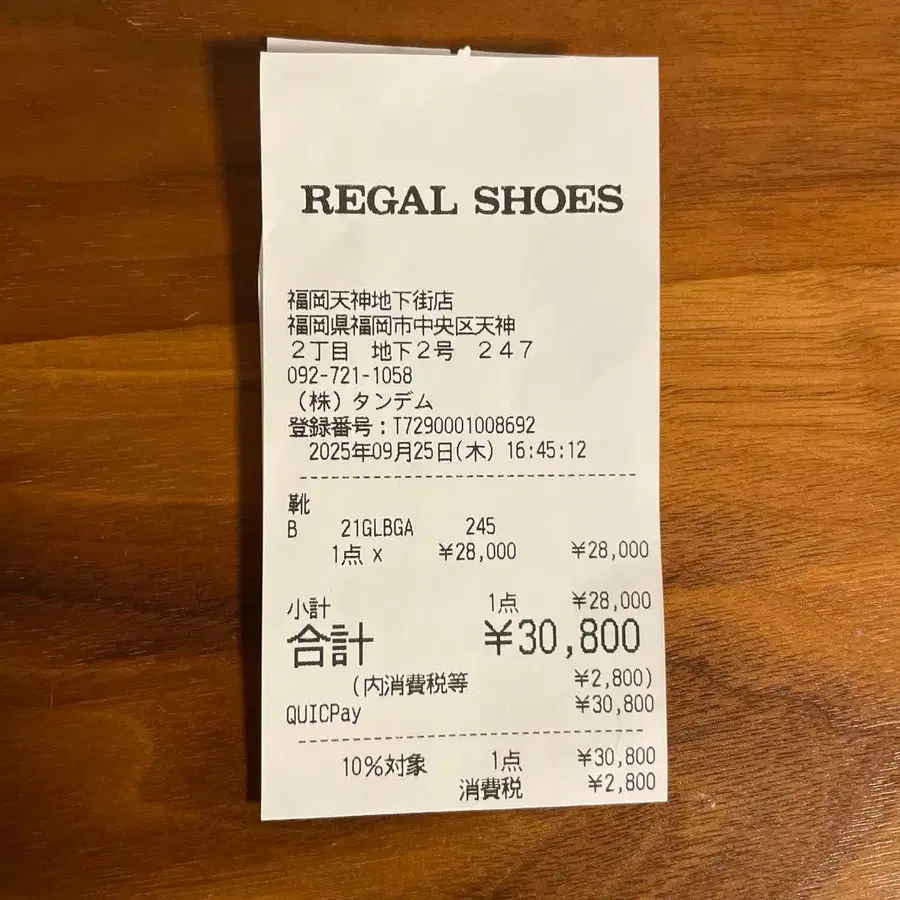 REGAL SHOES
福岡天神地下街店
福岡県福岡市中央区天神
２丁目　地下２号　２４７
092-721-1058
（株）タンデム
登録番号：T7290001008692
2025年09月25日(木) 16:45:12
靴
B 21GLBGA 245
1点 x ¥28,000 ¥28,000
小計 1点 ¥28,000
合計 ¥30,800
(内消費税等 ¥2,800)
QUICPay ¥30,800
10%対象 1点 ¥30,800
消費税 ¥2,800